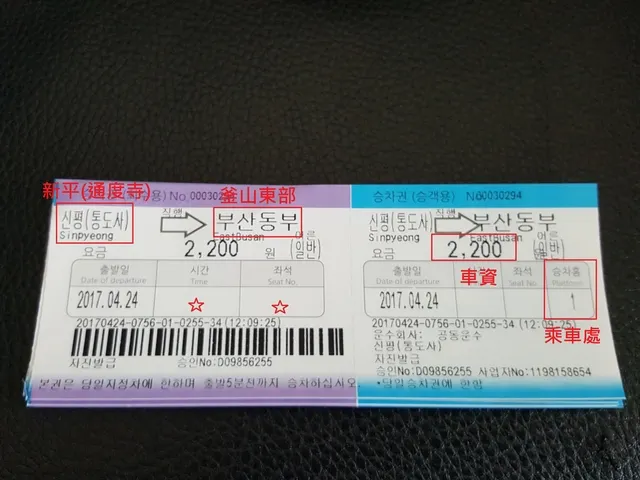 新平(通度寺)
용) No.00030294
釜山東部
신평(통도사)
Sinpyeong
직행
부산동부
EastBusan
어른
요금
2,200 원
(일반)
출발일
Date of departure
시간
Time
좌석
Seat No.
2017.04.24
☆
☆
20170424-0756-01-0255-34 (12:09:25)
자진발급
승인No:D09856255
본권은 당일지정차에 한하며 출발5분전까지 승차하십시오.
승차권 (승객용) No.00030294
신평(통도사)
Sinpyeong
직행
부산동부
EastBusan
어른
요금
2,200 원
(일반)
車資
출발일
Date of departure
좌석
Seat No.
승차홈
Platform
2017.04.24
1
乘車處
20170424-0756-01-0255-34 (12:09:25)
운수회사: 공동운수
신평(통도사)
자진발급
승인No:D09856255 사업자No:1198158654
*당일승차권에 한함